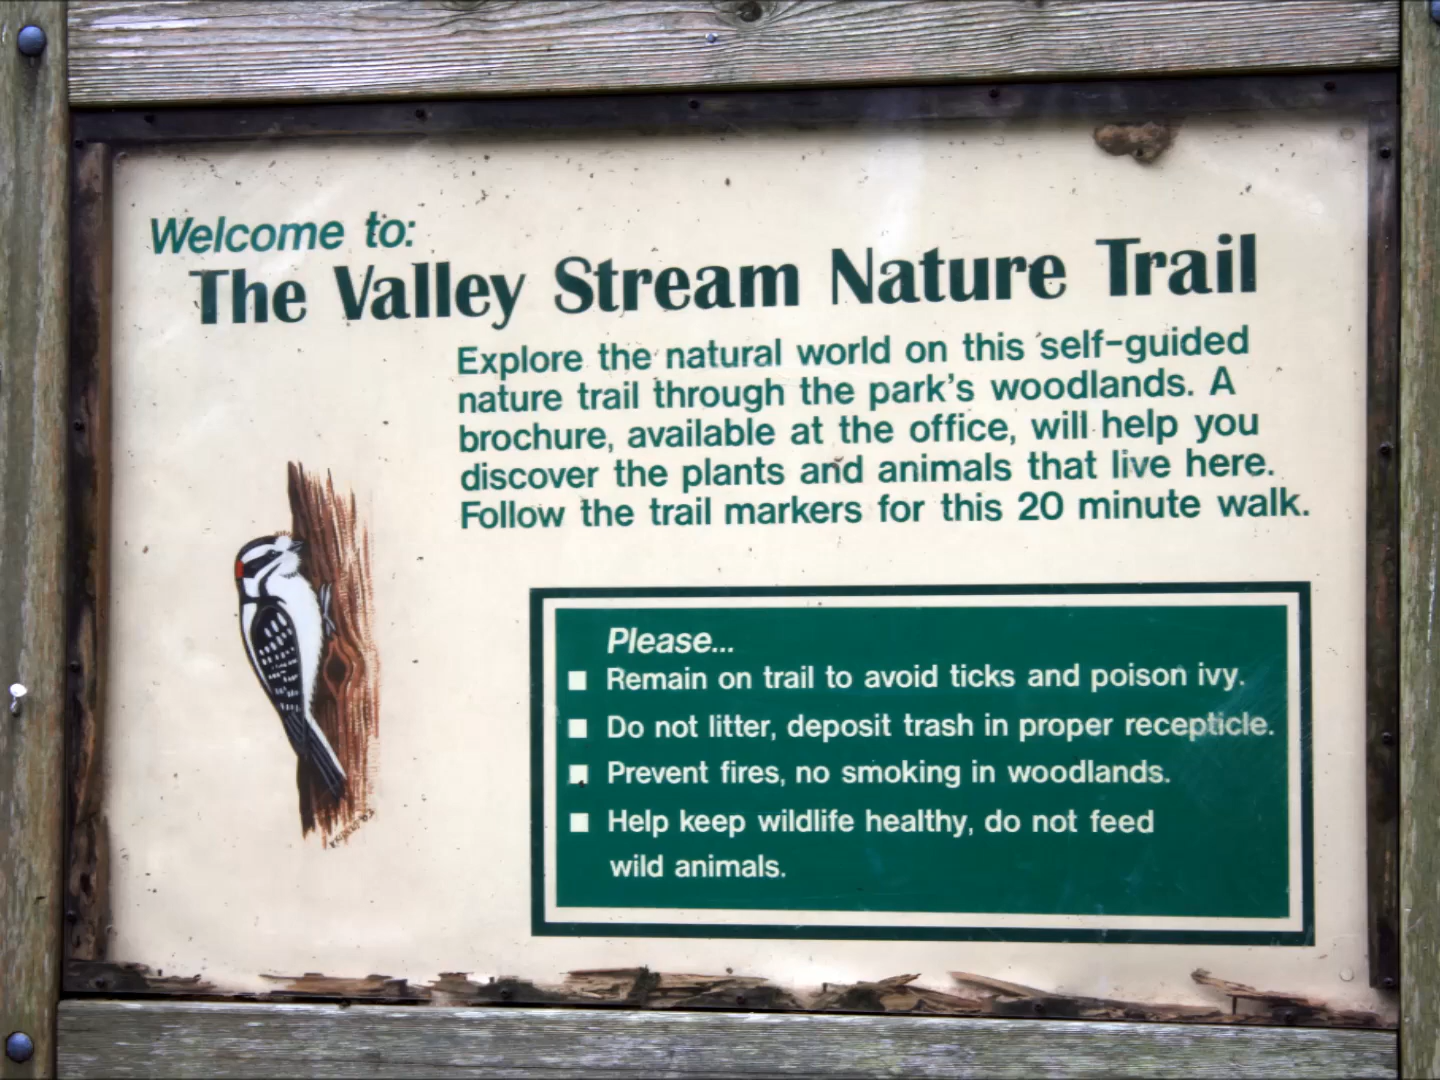 Welcome to:
The Valley Stream Nature Trail
Explore the natural world on this self-guided
nature trail through the park's woodlands. A
brochure, available at the office, will help you
discover the plants and animals that live here.
Follow the trail markers for this 20 minute walk.
Please...
Remain on trail to avoid ticks and poison ivy.
Do not litter, deposit trash in proper recepticle.
Prevent fires, no smoking in woodlands.
Help keep wildlife healthy, do not feed
wild animals.